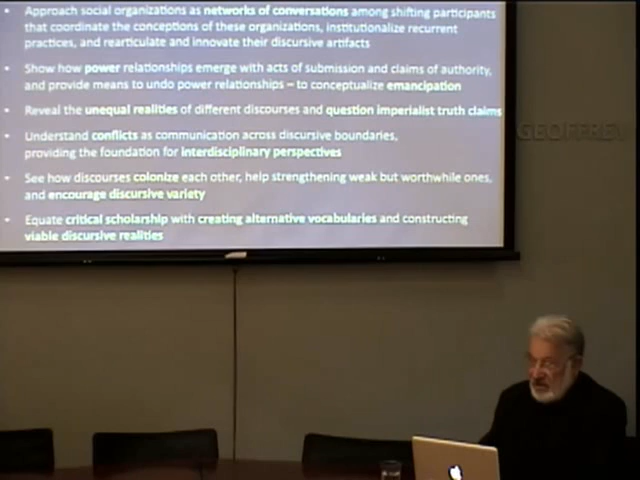 • Approach social organizations as networks of conversations among shifting participants
that coordinate the conceptions of these organizations, institutionalize recurrent
practices, and rearticulate and innovate their discursive artifacts
• Show how power relationships emerge with acts of submission and claims of authority,
and provide means to undo power relationships – to conceptualize emancipation
• Reveal the unequal realities of different discourses and question imperialist truth claims
• Understand conflicts as communication across discursive boundaries,
providing the foundation for interdisciplinary perspectives
• See how discourses colonize each other, help strengthening weak but worthwhile ones,
and encourage discursive variety
• Equate critical scholarship with creating alternative vocabularies and constructing
viable discursive realities
GEOFFREY